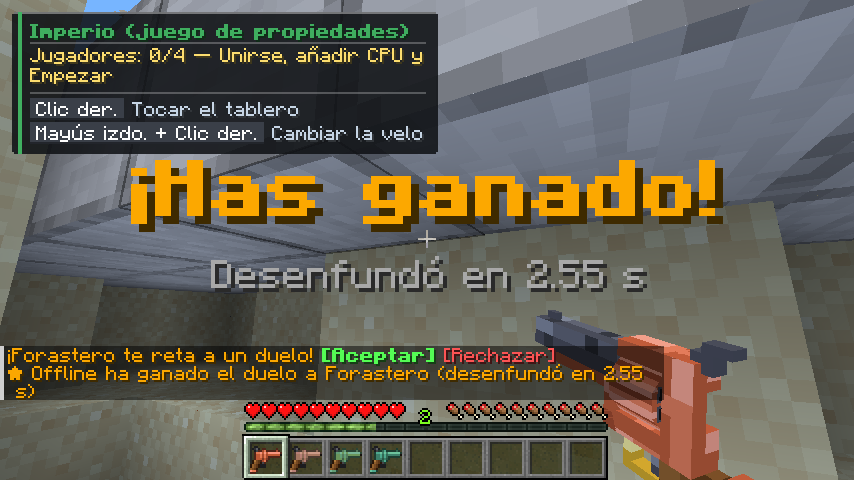 Imperio (juego de propiedades)
Jugadores: 0/4 — Unirse, añadir CPU y
Empezar
Clic der. Tocar el tablero
Mayús izdo. + Clic der. Cambiar la velo
¡Has ganado!
Desenfundó en 2.55 s
¡Forastero te reta a un duelo! [Aceptar] [Rechazar]
★ Offline ha ganado el duelo a Forastero (desenfundó en 2.55
s)
8